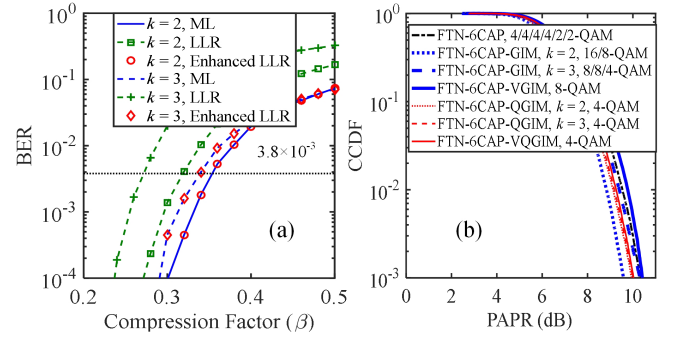 k = 2, ML
k = 2, LLR
k = 2, Enhanced LLR
k = 3, ML
k = 3, LLR
k = 3, Enhanced LLR
3.8×10⁻³
(a)
BER
10⁰
10⁻¹
10⁻²
10⁻³
10⁻⁴
0.2 0.3 0.4 0.5
Compression Factor (β)
FTN-6CAP, 4/4/4/4/2/2-QAM
FTN-6CAP-GIM, k = 2, 16/8-QAM
FTN-6CAP-GIM, k = 3, 8/8/4-QAM
FTN-6CAP-VGIM, 8-QAM
FTN-6CAP-QGIM, k = 2, 4-QAM
FTN-6CAP-QGIM, k = 3, 4-QAM
FTN-6CAP-VQGIM, 4-QAM
(b)
CCDF
10⁰
10⁻¹
10⁻²
10⁻³
0 2 4 6 8 10
PAPR (dB)